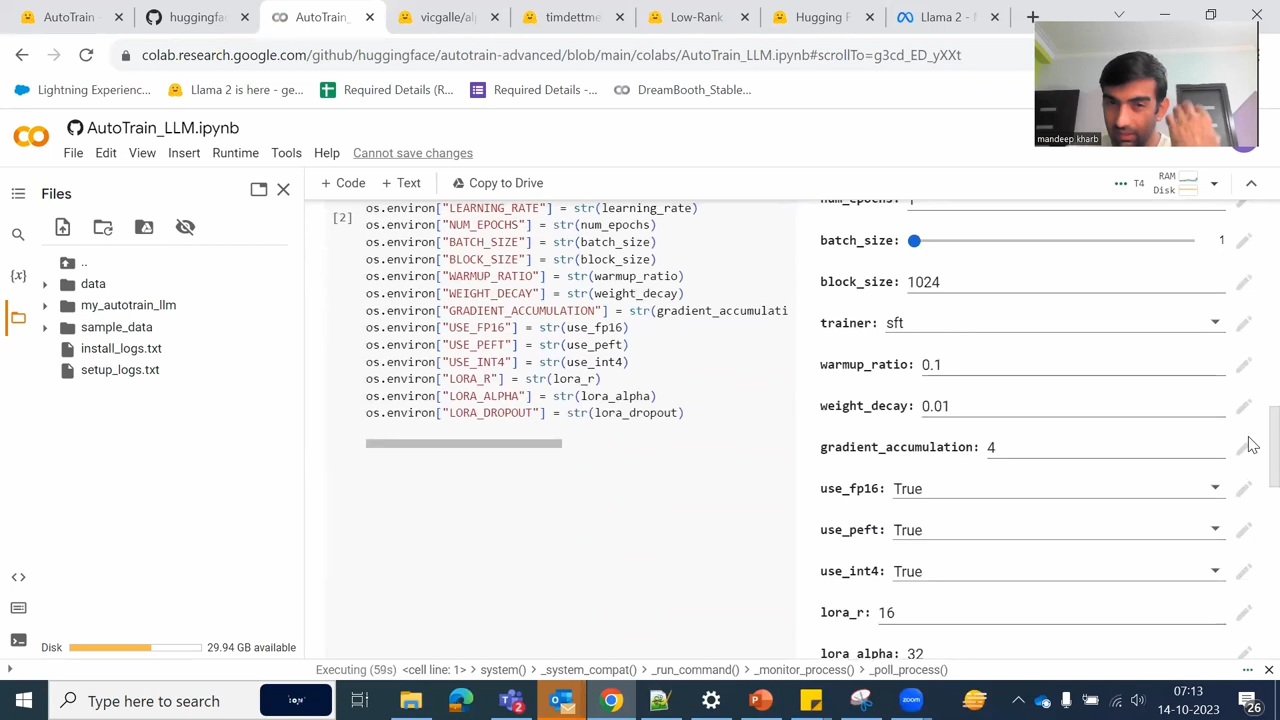 AutoTrain
huggingfac
AutoTrain_
vicgalle/al
timdettme
Low-Rank
Hugging F
Llama 2 - 
colab.research.google.com/github/huggingface/autotrain-advanced/blob/main/colabs/AutoTrain_LLM.ipynb#scrollTo=g3cd_ED_yXXt
Lightning Experienc...
Llama 2 is here - ge...
Required Details (R...
Required Details -...
DreamBooth_Stable...
mandeep kharb
AutoTrain_LLM.ipynb
File Edit View Insert Runtime Tools Help Cannot save changes
Files
+ Code + Text Copy to Drive
T4 RAM Disk
..
data
my_autotrain_llm
sample_data
install_logs.txt
setup_logs.txt
Disk 29.94 GB available
[2]
os.environ["LEARNING_RATE"] = str(learning_rate)
os.environ["NUM_EPOCHS"] = str(num_epochs)
os.environ["BATCH_SIZE"] = str(batch_size)
os.environ["BLOCK_SIZE"] = str(block_size)
os.environ["WARMUP_RATIO"] = str(warmup_ratio)
os.environ["WEIGHT_DECAY"] = str(weight_decay)
os.environ["GRADIENT_ACCUMULATION"] = str(gradient_accumulati
os.environ["USE_FP16"] = str(use_fp16)
os.environ["USE_PEFT"] = str(use_peft)
os.environ["USE_INT4"] = str(use_int4)
os.environ["LORA_R"] = str(lora_r)
os.environ["LORA_ALPHA"] = str(lora_alpha)
os.environ["LORA_DROPOUT"] = str(lora_dropout)
num_epochs: 1
batch_size: 1
block_size: 1024
trainer: sft
warmup_ratio: 0.1
weight_decay: 0.01
gradient_accumulation: 4
use_fp16: True
use_peft: True
use_int4: True
lora_r: 16
lora_alpha: 32
Executing (59s) <cell line: 1> system() _system_compat() _run_command() _monitor_process() _poll_process()
Type here to search
07:13
14-10-2023
26